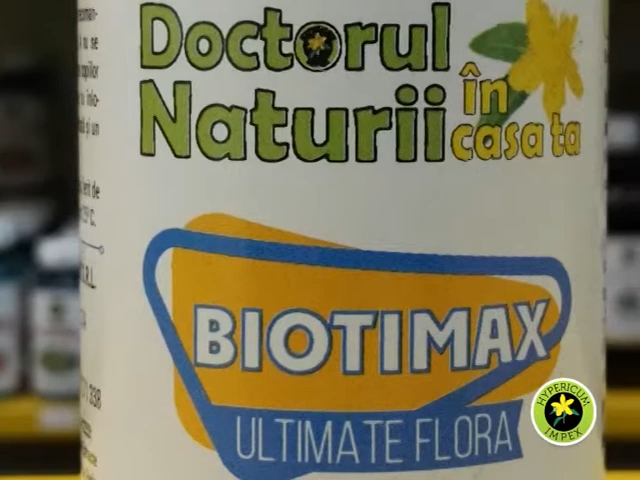 Doctorul
Naturii
în
casa ta
BIOTIMAX
ULTIMATE FLORA
HYPERICUM
IMPEX